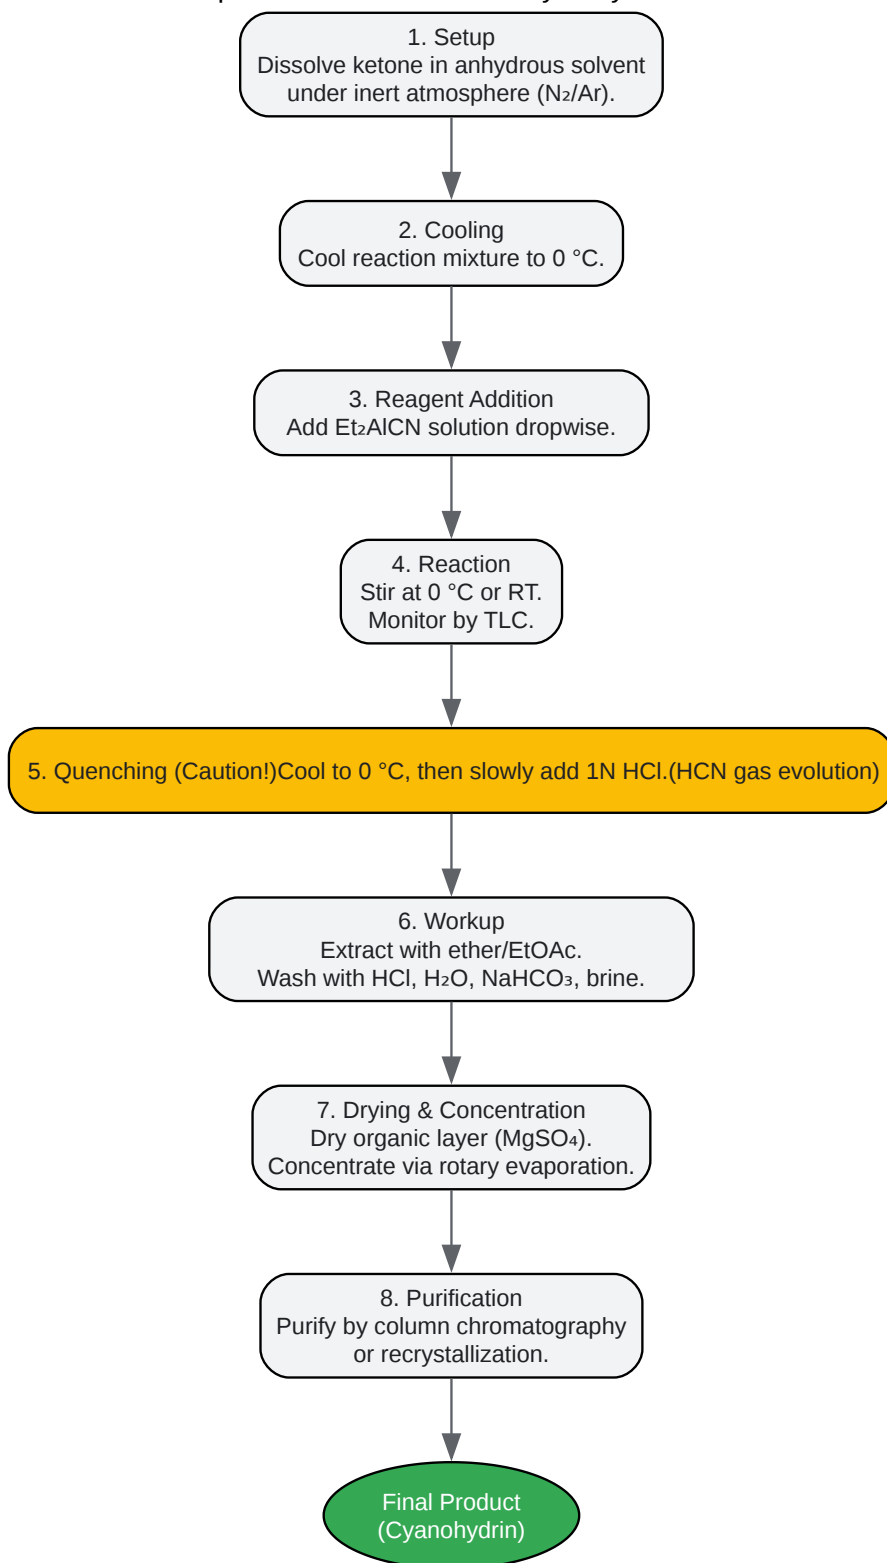 1. Setup
Dissolve ketone in anhydrous solvent
under inert atmosphere (N₂/Ar).
2. Cooling
Cool reaction mixture to 0 °C.
3. Reagent Addition
Add Et₂AlCN solution dropwise.
4. Reaction
Stir at 0 °C or RT.
Monitor by TLC.
5. Quenching (Caution!)Cool to 0 °C, then slowly add 1N HCl.(HCN gas evolution)
6. Workup
Extract with ether/EtOAc.
Wash with HCl, H₂O, NaHCO₃, brine.
7. Drying & Concentration
Dry organic layer (MgSO₄).
Concentrate via rotary evaporation.
8. Purification
Purify by column chromatography
or recrystallization.
Final Product
(Cyanohydrin)